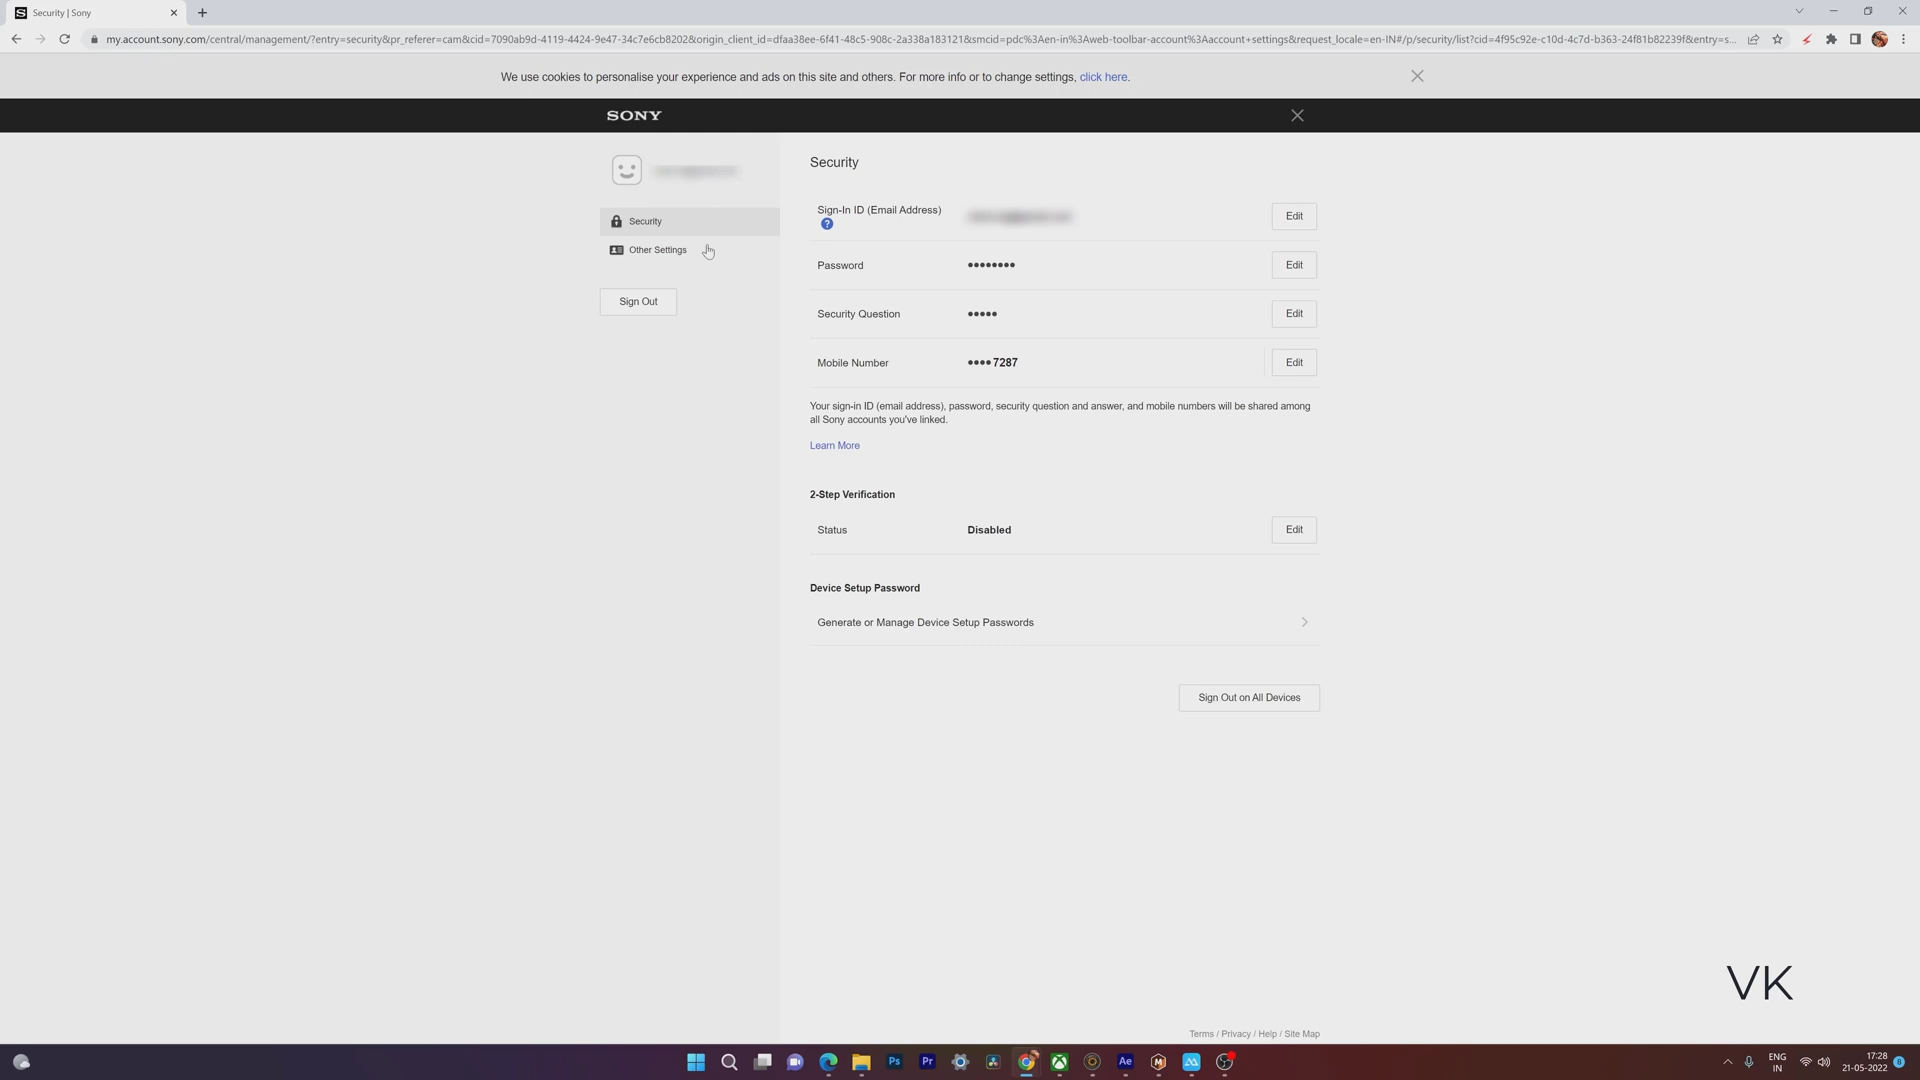 Security | Sony
my.account.sony.com/central/management/?entry=security&pr_referer=cam&cid=7090ab9d-4119-4424-9e47-34c7e6cb8202&origin_client_id=dfaa38ee-6f41-48c5-908c-2a338a183121&smcid=pdc%3Aen-in%3Aweb-toolbar-account%3Aaccount+settings&request_locale=en-IN#/p/security/list?cid=4f95c92e-c10d-4c7d-b363-24f81b82239f&entry=s...
We use cookies to personalise your experience and ads on this site and others. For more info or to change settings, click here.
SONY
Security
Other Settings
Sign Out
Security
Sign-In ID (Email Address)
?
Edit
Password ●●●●●●●● Edit
Security Question ●●●●● Edit
Mobile Number ●●●● 7287 Edit
Your sign-in ID (email address), password, security question and answer, and mobile numbers will be shared among
all Sony accounts you've linked.
Learn More
2-Step Verification
Status Disabled Edit
Device Setup Password
Generate or Manage Device Setup Passwords
Sign Out on All Devices
VK
Terms / Privacy / Help / Site Map
Ps
Pr
Ae
ENG
IN
17:28
21-05-2022
8